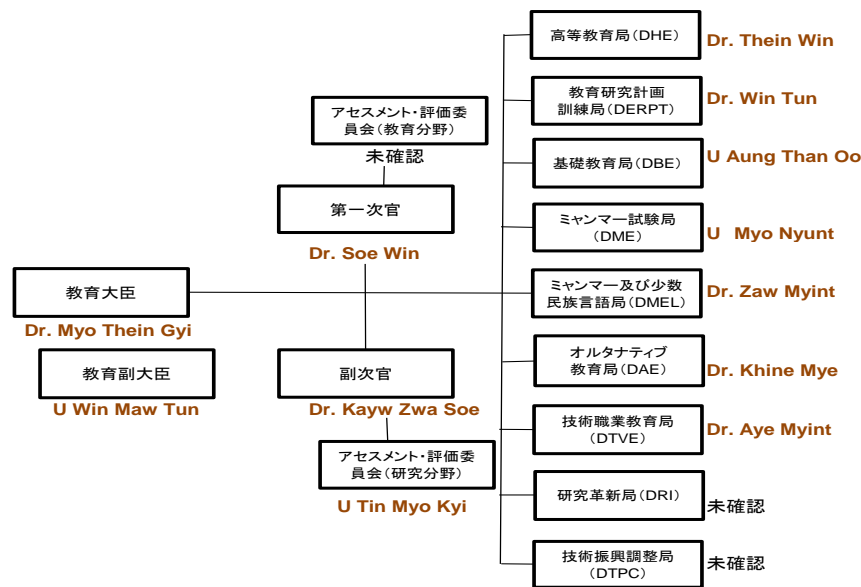 高等教育局(DHE)
Dr. Thein Win
教育研究計画
訓練局(DERPT)
Dr. Win Tun
アセスメント・評価委
員会(教育分野)
未確認
基礎教育局(DBE)
U Aung Than Oo
第一次官
Dr. Soe Win
ミャンマー試験局
(DME)
U Myo Nyunt
教育大臣
Dr. Myo Thein Gyi
ミャンマー及び少数
民族言語局(DMEL)
Dr. Zaw Myint
教育副大臣
U Win Maw Tun
副次官
Dr. Kayw Zwa Soe
オルタナティブ
教育局(DAE)
Dr. Khine Mye
アセスメント・評価委
員会(研究分野)
U Tin Myo Kyi
技術職業教育局
(DTVE)
Dr. Aye Myint
研究革新局(DRI)
未確認
技術振興調整局
(DTPC)
未確認